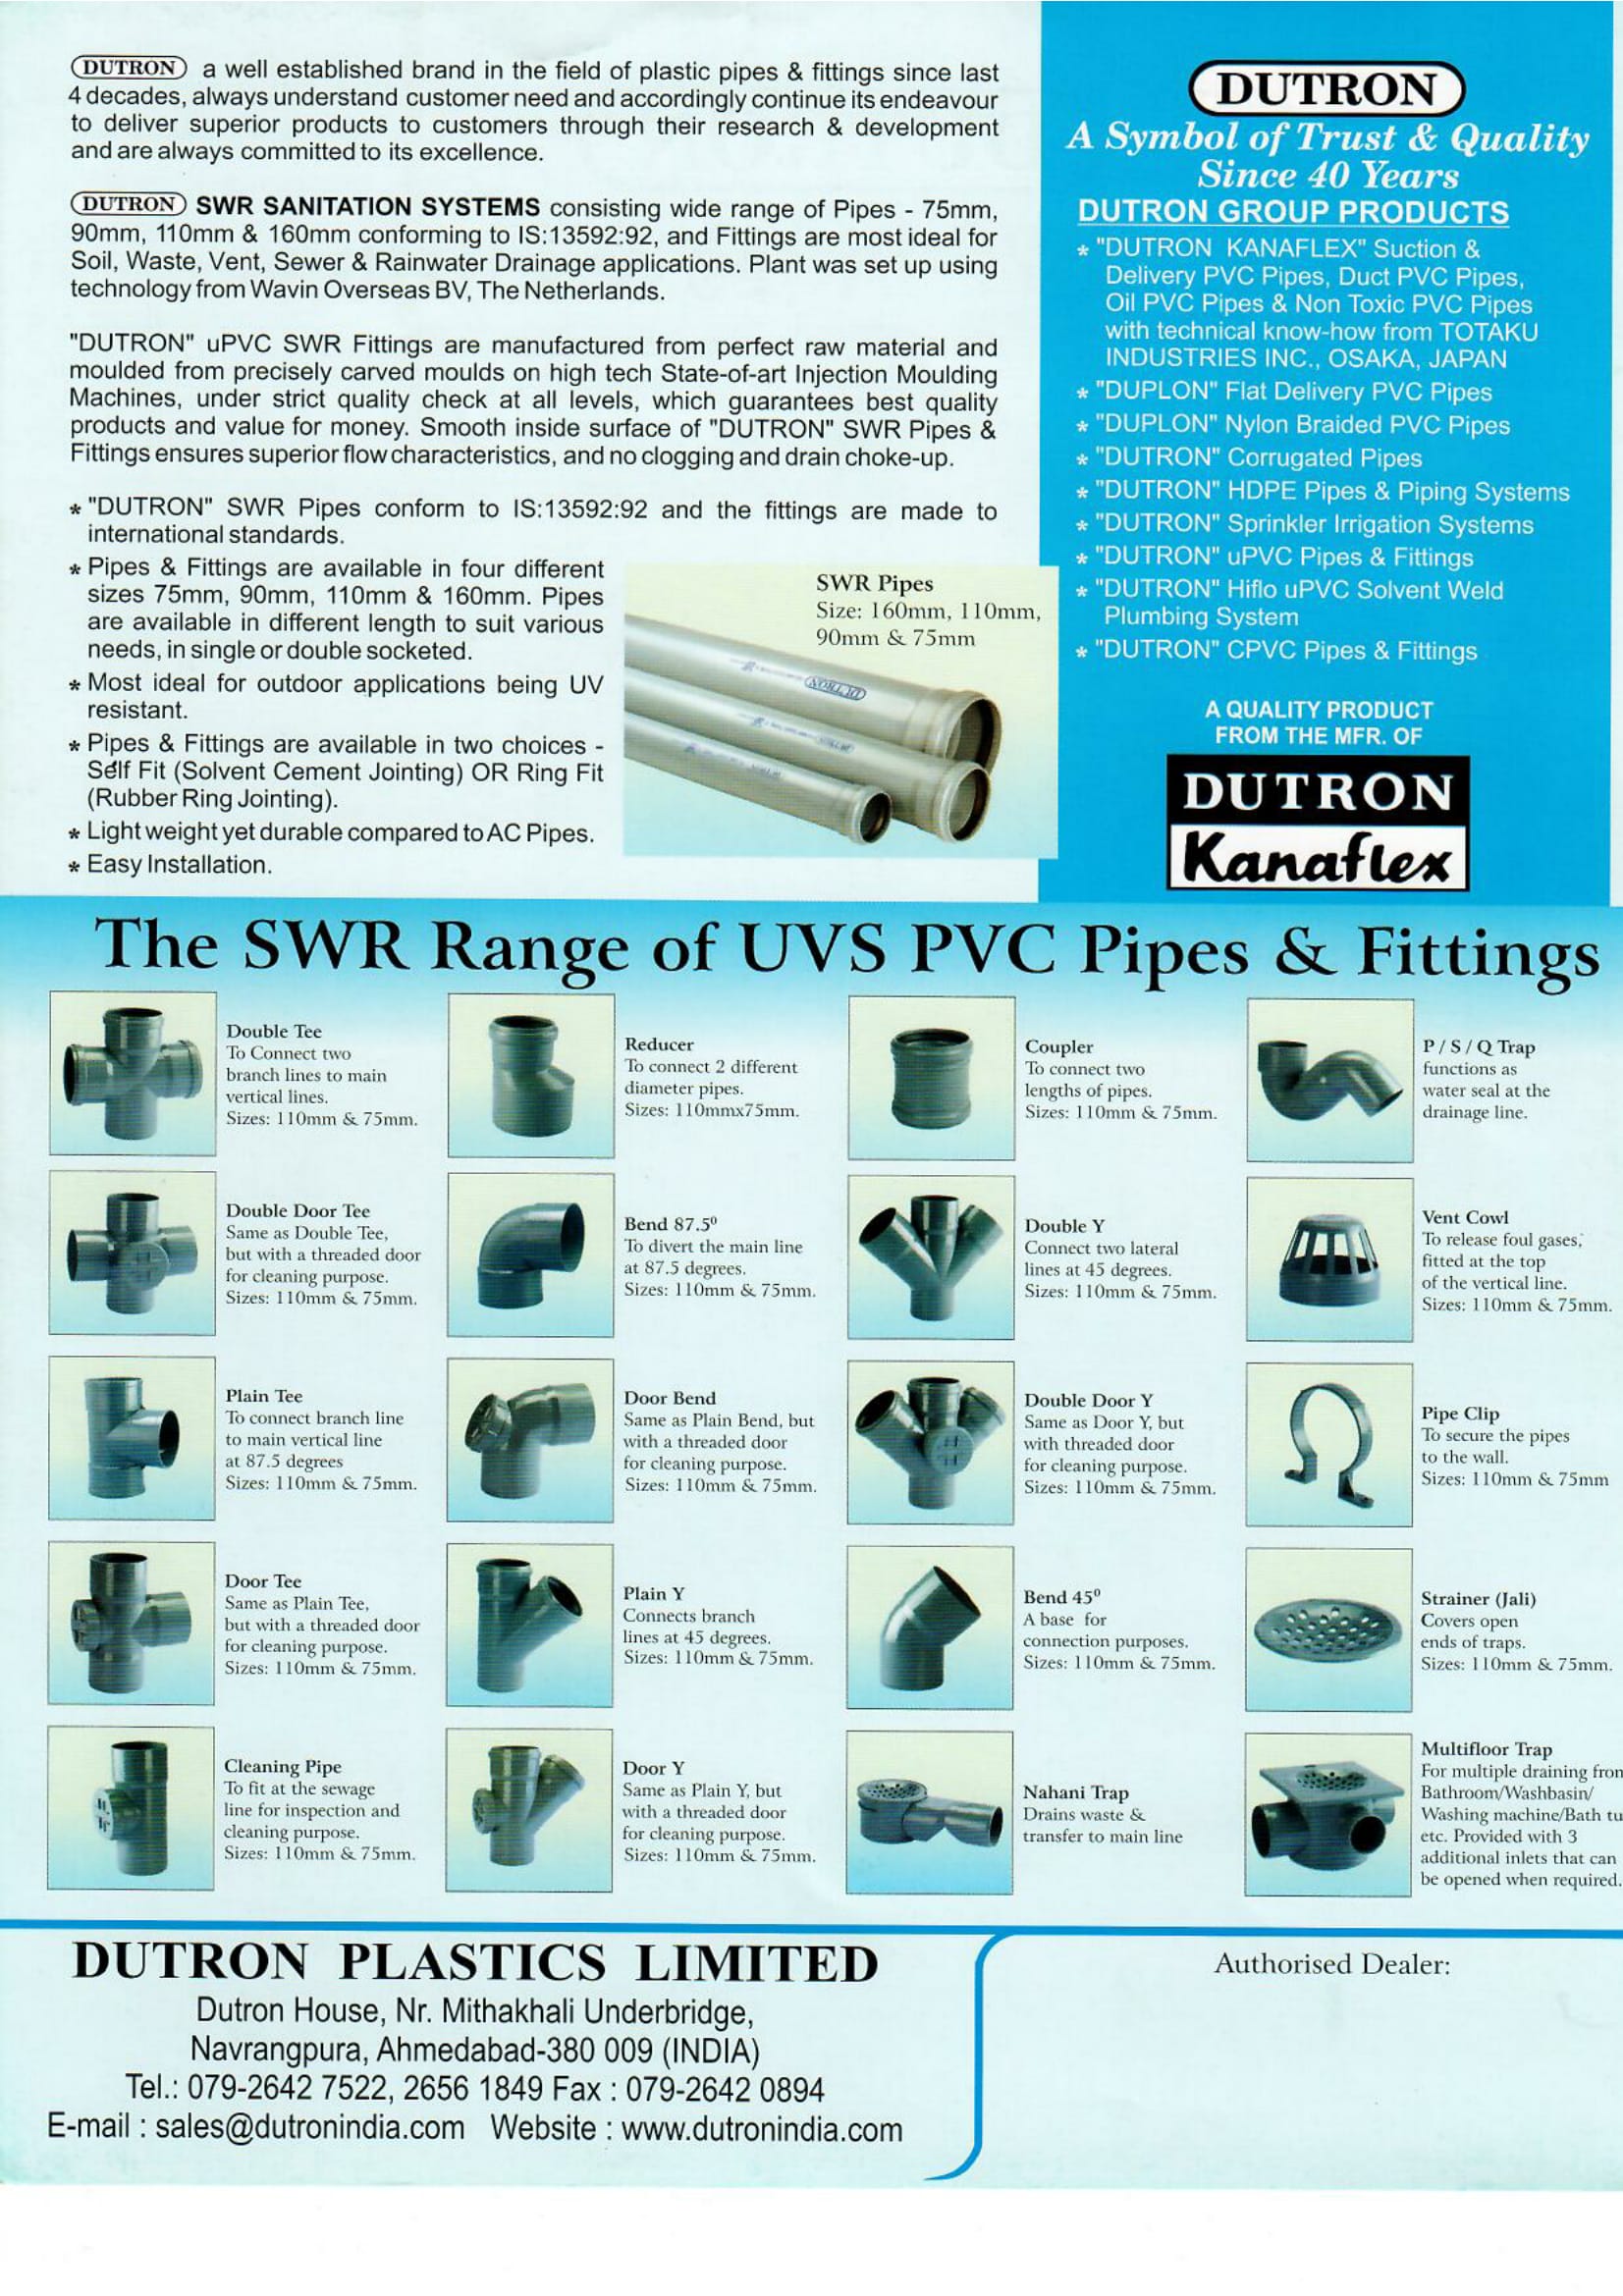 DUTRON a well established brand in the field of plastic pipes & fittings since last
4 decades, always understand customer need and accordingly continue its endeavour
to deliver superior products to customers through their research & development
and are always committed to its excellence.
DUTRON SWR SANITATION SYSTEMS consisting wide range of Pipes - 75mm,
90mm, 110mm & 160mm conforming to IS:13592:92, and Fittings are most ideal for
Soil, Waste, Vent, Sewer & Rainwater Drainage applications. Plant was set up using
technology from Wavin Overseas BV, The Netherlands.
"DUTRON" uPVC SWR Fittings are manufactured from perfect raw material and
moulded from precisely carved moulds on high tech State-of-art Injection Moulding
Machines, under strict quality check at all levels, which guarantees best quality
products and value for money. Smooth inside surface of "DUTRON" SWR Pipes &
Fittings ensures superior flow characteristics, and no clogging and drain choke-up.
* "DUTRON" SWR Pipes conform to IS:13592:92 and the fittings are made to
international standards.
* Pipes & Fittings are available in four different
sizes 75mm, 90mm, 110mm & 160mm. Pipes
are available in different length to suit various
needs, in single or double socketed.
* Most ideal for outdoor applications being UV
resistant.
* Pipes & Fittings are available in two choices -
Self Fit (Solvent Cement Jointing) OR Ring Fit
(Rubber Ring Jointing).
* Light weight yet durable compared to AC Pipes.
* Easy Installation.
SWR Pipes
Size: 160mm, 110mm,
90mm & 75mm
DUTRON
DUTRON
A Symbol of Trust & Quality
Since 40 Years
DUTRON GROUP PRODUCTS
* "DUTRON KANAFLEX" Suction &
Delivery PVC Pipes, Duct PVC Pipes,
Oil PVC Pipes & Non Toxic PVC Pipes
with technical know-how from TOTAKU
INDUSTRIES INC., OSAKA, JAPAN
* "DUPLON" Flat Delivery PVC Pipes
* "DUPLON" Nylon Braided PVC Pipes
* "DUTRON" Corrugated Pipes
* "DUTRON" HDPE Pipes & Piping Systems
* "DUTRON" Sprinkler Irrigation Systems
* "DUTRON" uPVC Pipes & Fittings
* "DUTRON" Hiflo uPVC Solvent Weld
Plumbing System
* "DUTRON" CPVC Pipes & Fittings
A QUALITY PRODUCT
FROM THE MFR. OF
DUTRON
Kanaflex
The SWR Range of UVS PVC Pipes & Fittings
Double Tee
To Connect two
branch lines to main
vertical lines.
Sizes: 110mm & 75mm.
Reducer
To connect 2 different
diameter pipes.
Sizes: 110mmx75mm.
Coupler
To connect two
lengths of pipes.
Sizes: 110mm & 75mm.
P / S / Q Trap
functions as
water seal at the
drainage line.
Double Door Tee
Same as Double Tee,
but with a threaded door
for cleaning purpose.
Sizes: 110mm & 75mm.
Bend 87.5⁰
To divert the main line
at 87.5 degrees.
Sizes: 110mm & 75mm.
Double Y
Connect two lateral
lines at 45 degrees.
Sizes: 110mm & 75mm.
Vent Cowl
To release foul gases,
fitted at the top
of the vertical line.
Sizes: 110mm & 75mm.
Plain Tee
To connect branch line
to main vertical line
at 87.5 degrees
Sizes: 110mm & 75mm.
Door Bend
Same as Plain Bend, but
with a threaded door
for cleaning purpose.
Sizes: 110mm & 75mm.
Double Door Y
Same as Door Y, but
with threaded door
for cleaning purpose.
Sizes: 110mm & 75mm.
Pipe Clip
To secure the pipes
to the wall.
Sizes: 110mm & 75mm
Door Tee
Same as Plain Tee,
but with a threaded door
for cleaning purpose.
Sizes: 110mm & 75mm.
Plain Y
Connects branch
lines at 45 degrees.
Sizes: 110mm & 75mm.
Bend 45⁰
A base for
connection purposes.
Sizes: 110mm & 75mm.
Strainer (Jali)
Covers open
ends of traps.
Sizes: 110mm & 75mm.
Cleaning Pipe
To fit at the sewage
line for inspection and
cleaning purpose.
Sizes: 110mm & 75mm.
Door Y
Same as Plain Y, but
with a threaded door
for cleaning purpose.
Sizes: 110mm & 75mm.
Nahani Trap
Drains waste &
transfer to main line
Multifloor Trap
For multiple draining from
Bathroom/Washbasin/
Washing machine/Bath tu
etc. Provided with 3
additional inlets that can
be opened when required.
DUTRON PLASTICS LIMITED
Dutron House, Nr. Mithakhali Underbridge,
Navrangpura, Ahmedabad-380 009 (INDIA)
Tel.: 079-2642 7522, 2656 1849 Fax : 079-2642 0894
E-mail : sales@dutronindia.com Website : www.dutronindia.com
Authorised Dealer: